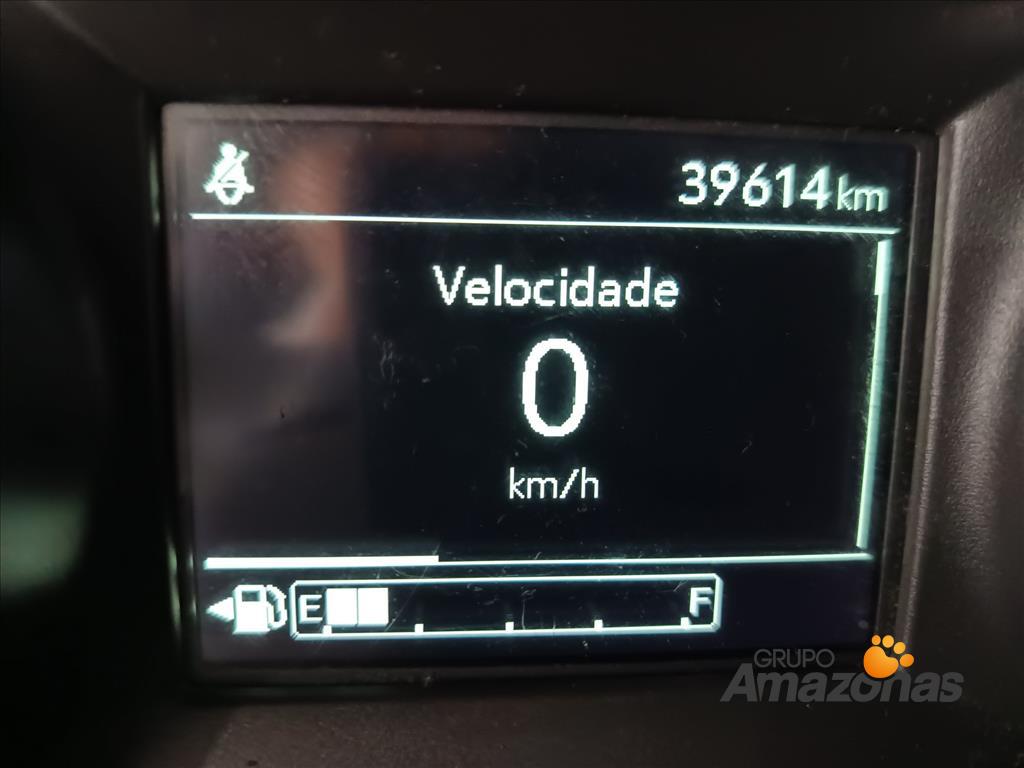 39614 km
Velocidade
0
km/h
E F
GRUPO
Amazonas